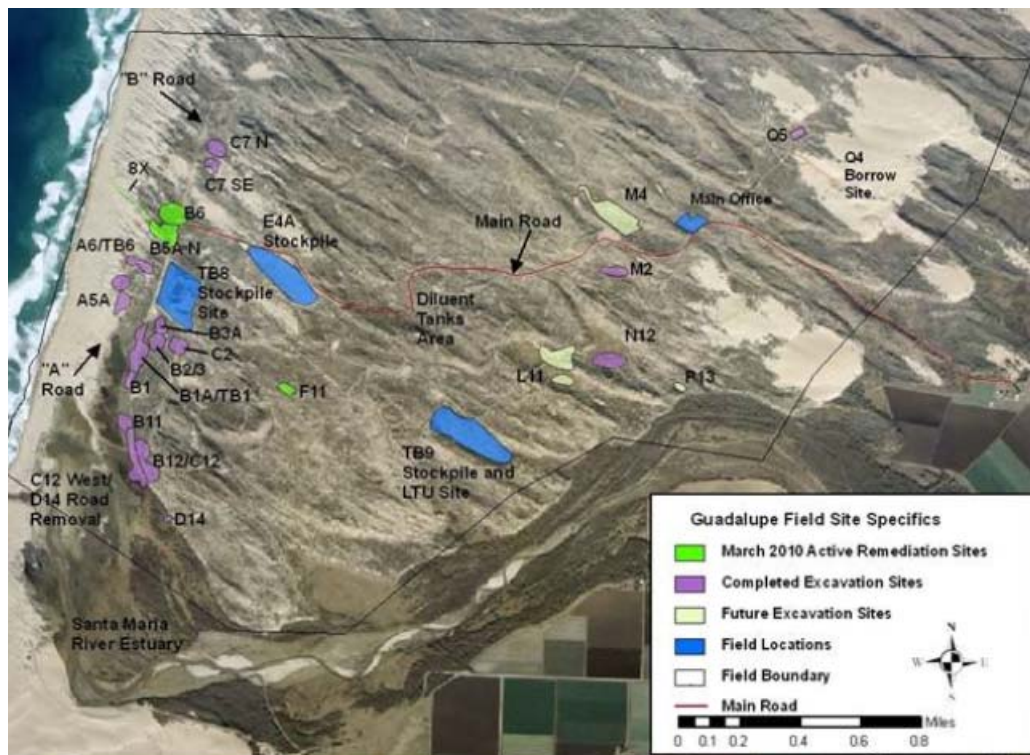 "B" Road
C7 N
C7 SE
8X
B6
B5A-N
A6/TB6
E4A
Stockpile
TB8
Stockpile
Site
A5A
"A"
Road
B3A
C2
B2/3
B1
B1A/TB1
F11
B11
B12/C12
C12 West/
D14 Road
Removal
D14
Santa Maria
River Estuary
Main Road
Diluent
Tanks
Area
M4
Main Office
M2
Q5
Q4
Borrow
Site
N12
L11
P13
TB9
Stockpile and
LTU Site
Guadalupe Field Site Specifics
March 2010 Active Remediation Sites
Completed Excavation Sites
Future Excavation Sites
Field Locations
Field Boundary
Main Road
N
W E
S
Miles
0 0.1 0.2 0.4 0.6 0.8